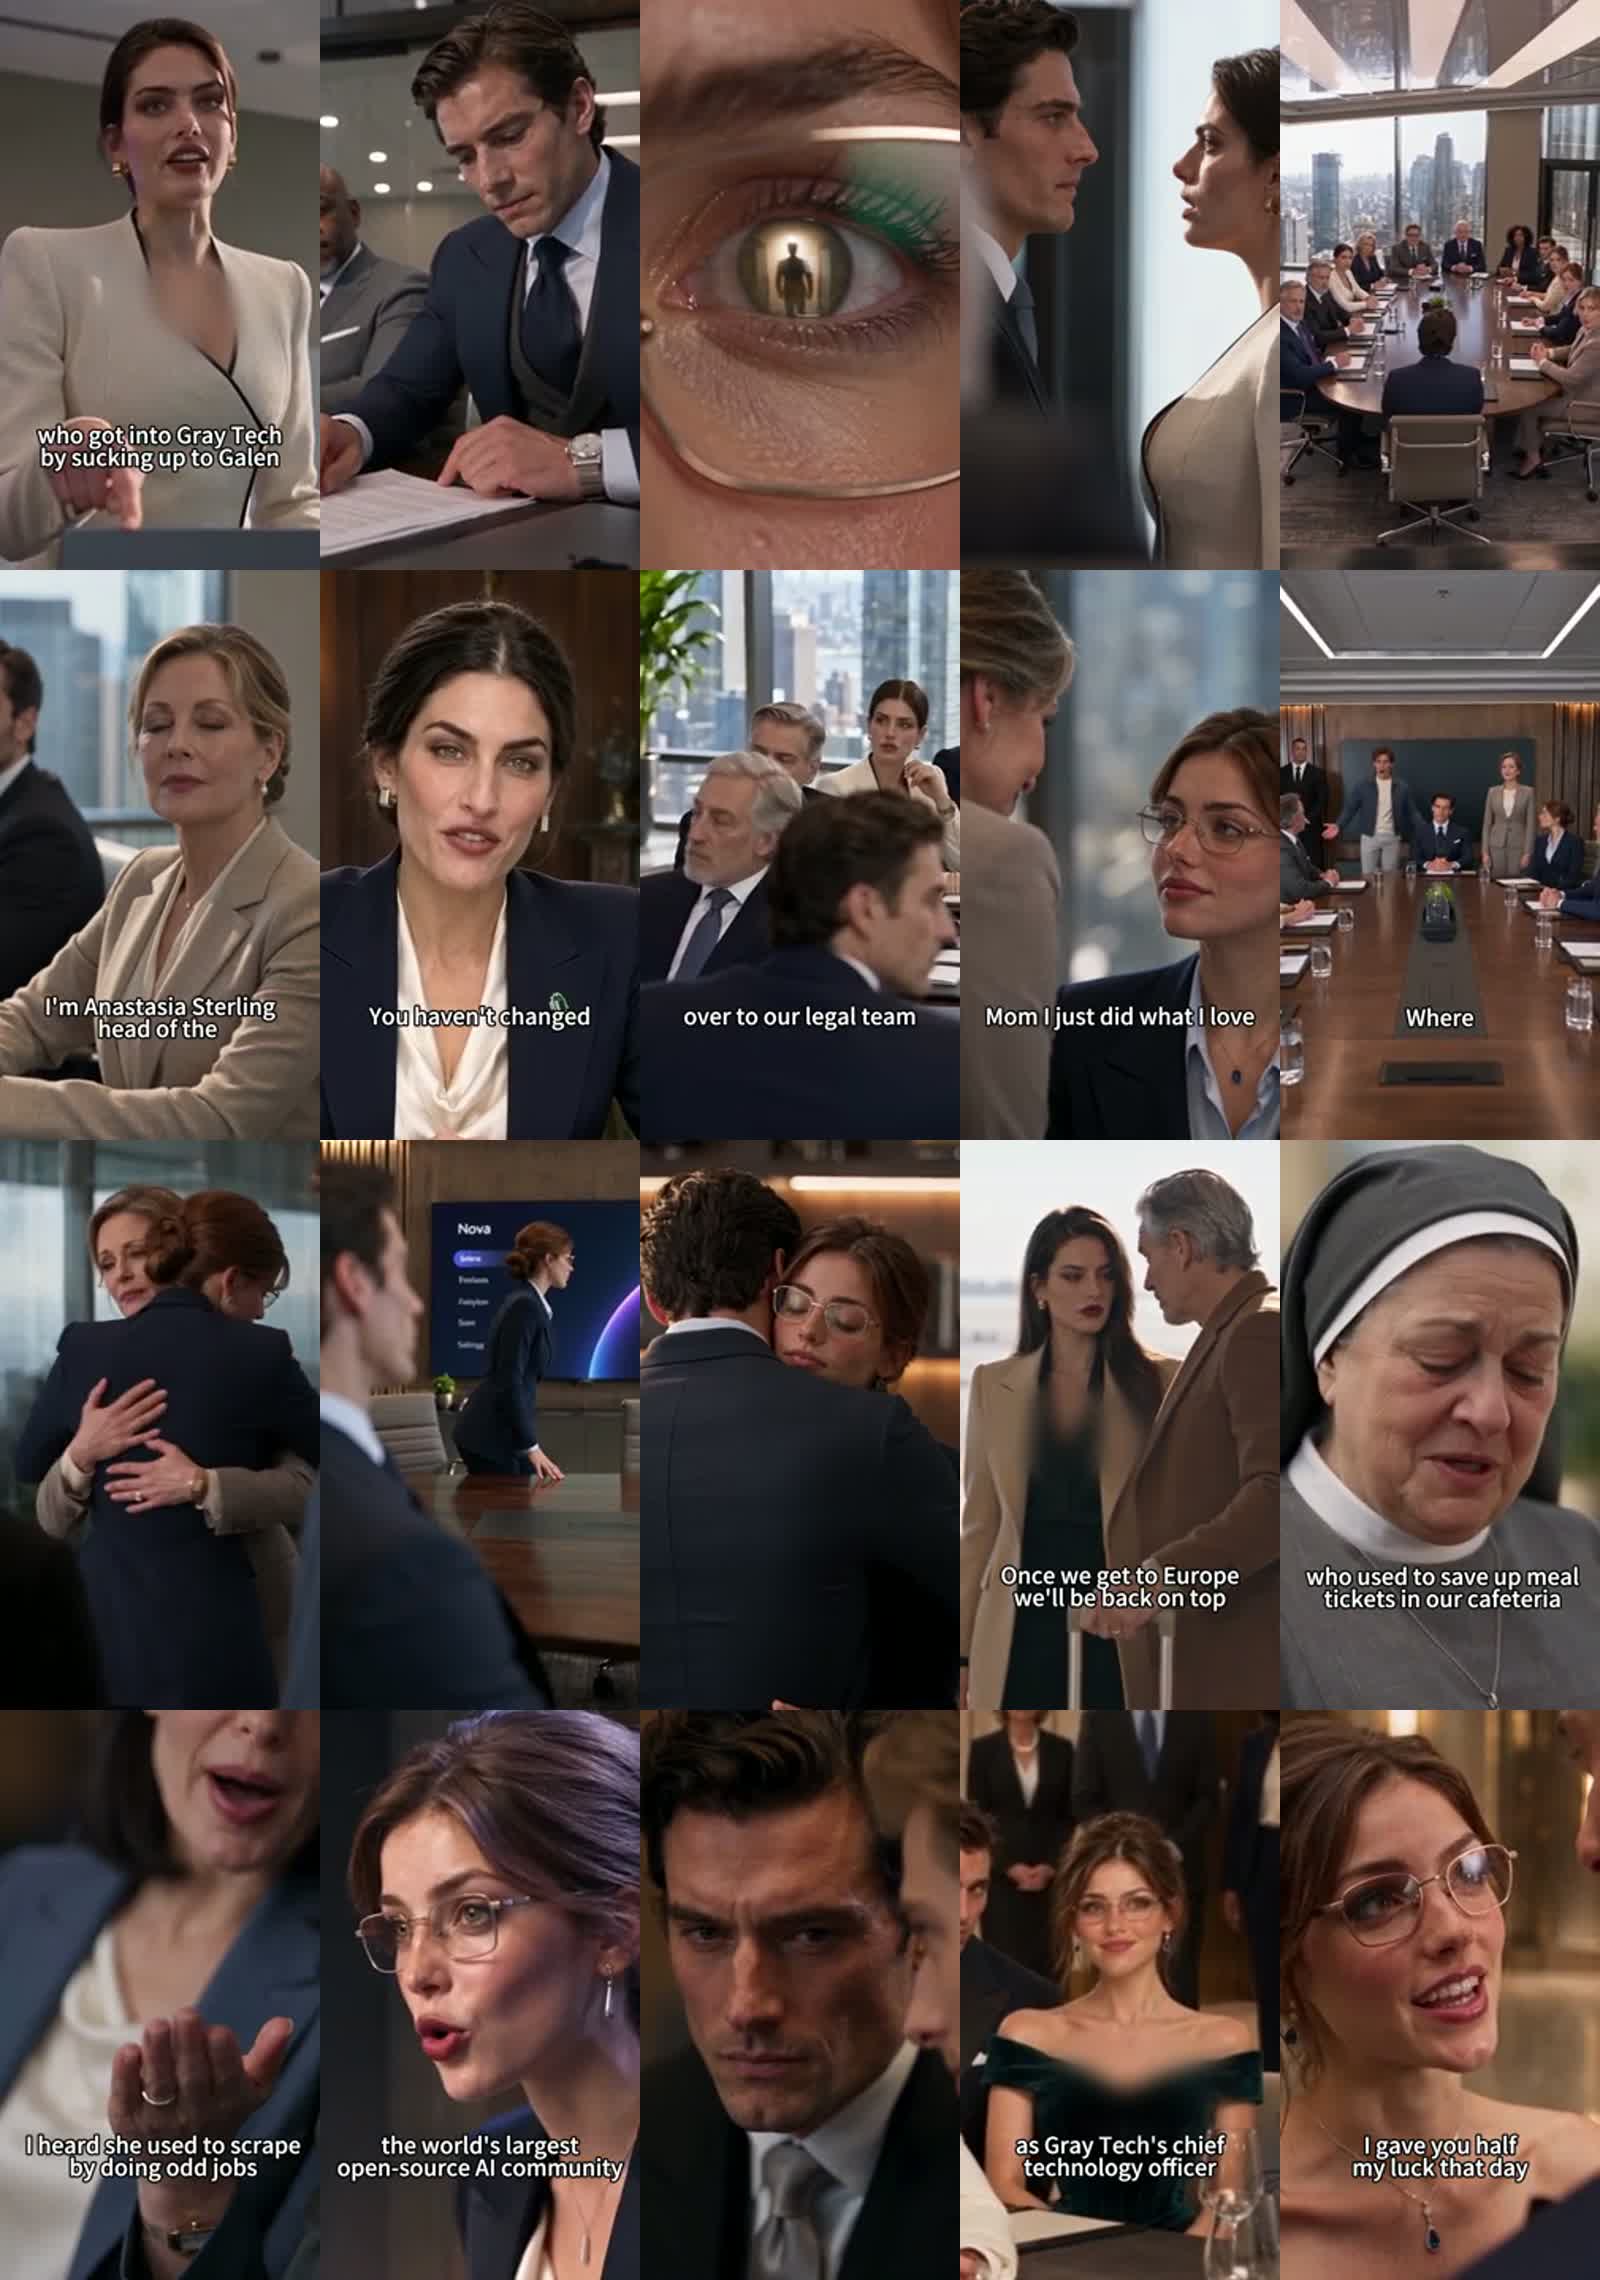 who got into Gray Tech
by sucking up to Galen
I'm Anastasia Sterling
head of the
You haven't changed
over to our legal team
Mom I just did what I love
Where
Nova
Once we get to Europe
we'll be back on top
who used to save up meal
tickets in our cafeteria
I heard she used to scrape
by doing odd jobs
the world's largest
open-source AI community
as Gray Tech's chief
technology officer
I gave you half
my luck that day